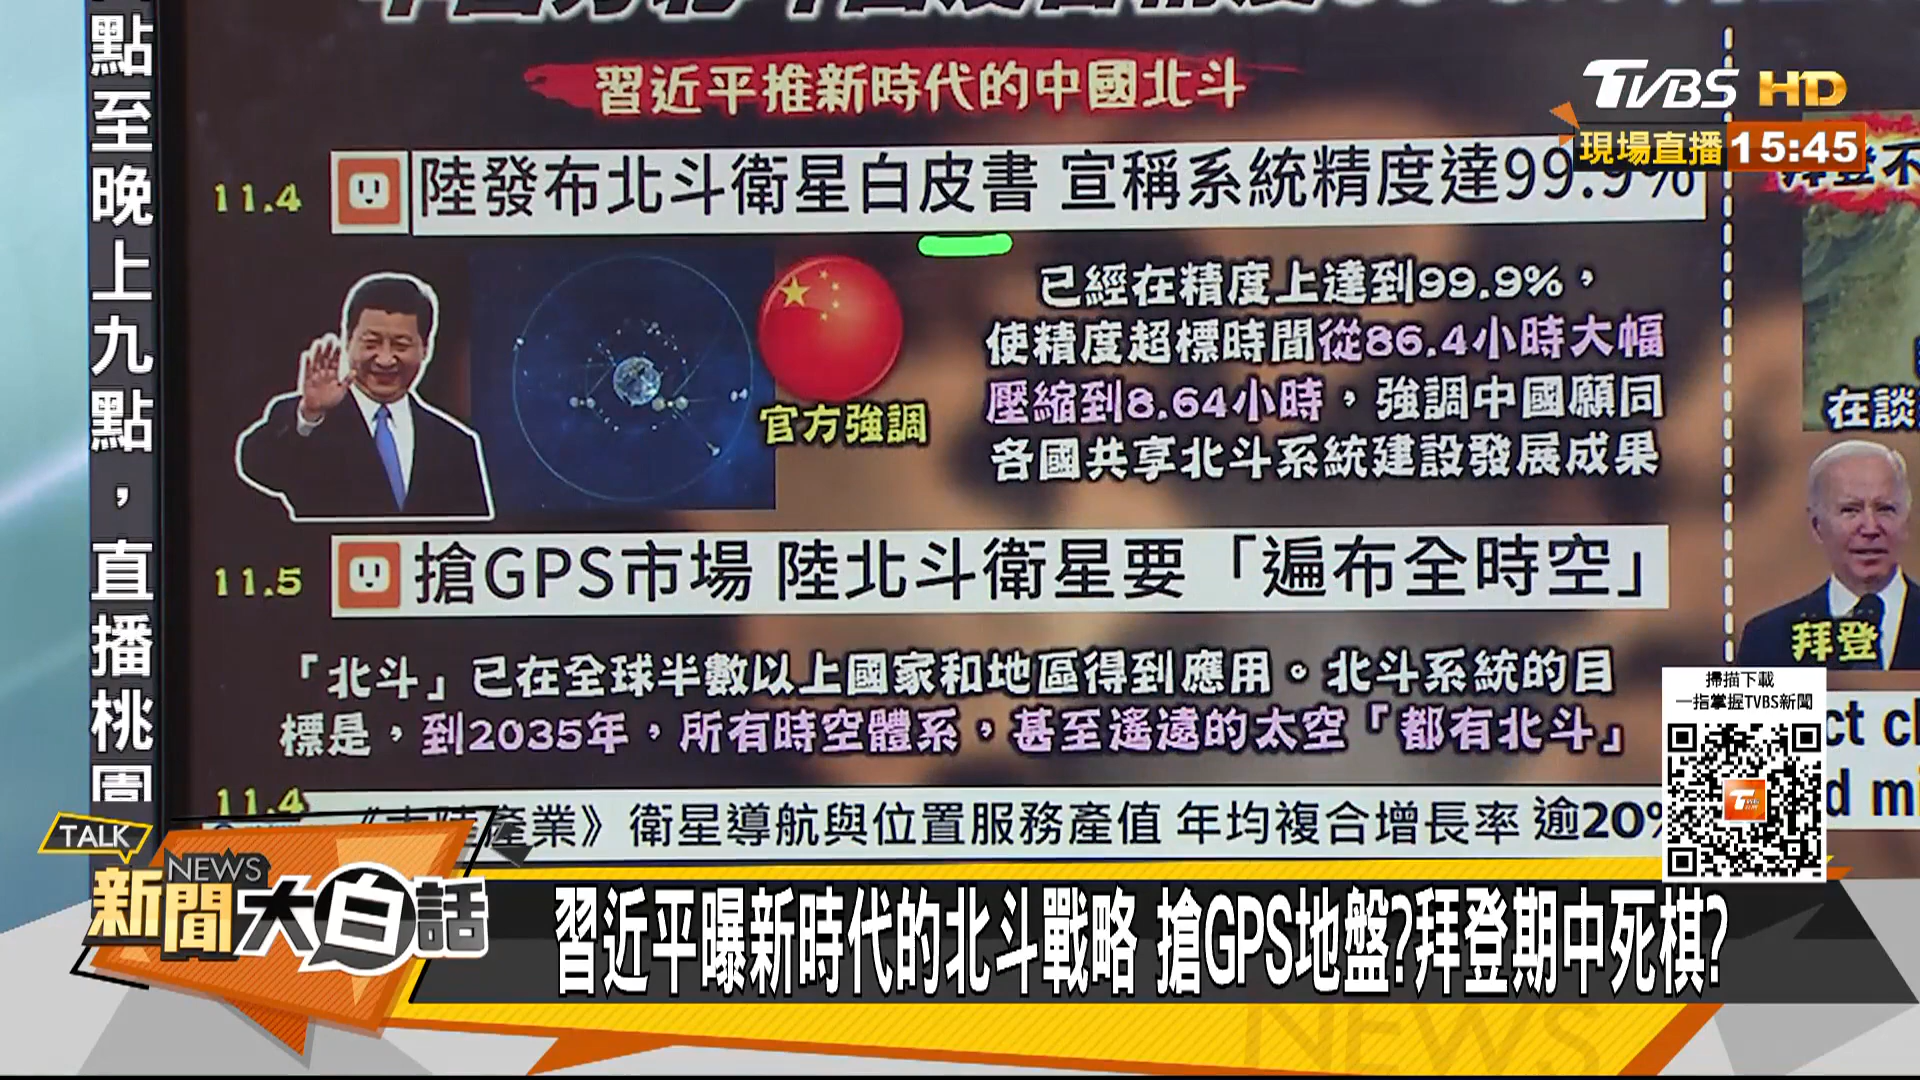 點至晚上九點，直播桃園
習近平推新時代的中國北斗
TVBS HD
現場直播 15:45
11.4 陸發布北斗衛星白皮書 宣稱系統精度達99.9%
拜登不
已經在精度上達到99.9%，
使精度超標時間從86.4小時大幅
壓縮到8.64小時，強調中國願同
各國共享北斗系統建設發展成果
官方強調
在談
11.5 搶GPS市場 陸北斗衛星要「遍布全時空」
拜登
「北斗」已在全球半數以上國家和地區得到應用。北斗系統的目
標是，到2035年，所有時空體系，甚至遙遠的太空「都有北斗」
掃描下載
一指掌握TVBS新聞
ct c
d mi
11.4
產業》衛星導航與位置服務產值 年均複合增長率 逾20%
TALK
NEWS
新聞大白話
習近平曝新時代的北斗戰略 搶GPS地盤?拜登期中死棋?
NEWS